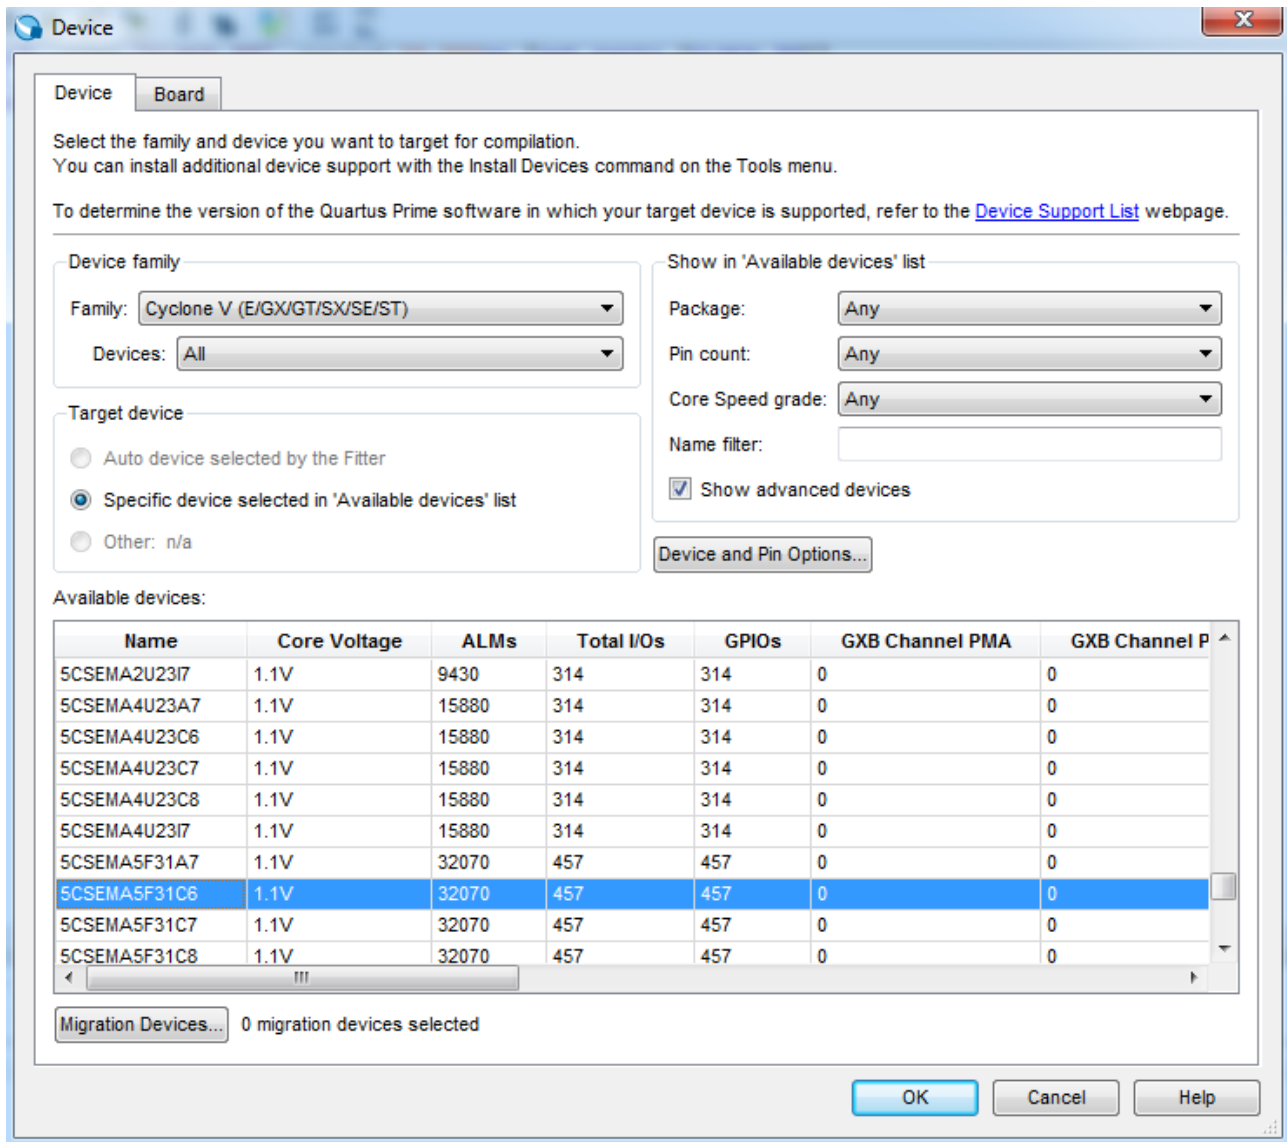 Device
Device Board
Select the family and device you want to target for compilation.
You can install additional device support with the Install Devices command on the Tools menu.
To determine the version of the Quartus Prime software in which your target device is supported, refer to the Device Support List webpage.
Device family
Family: Cyclone V (E/GX/GT/SX/SE/ST)
Devices: All
Show in 'Available devices' list
Package: Any
Pin count: Any
Core Speed grade: Any
Name filter:
Show advanced devices
Target device
Auto device selected by the Fitter
Specific device selected in 'Available devices' list
Other: n/a
Device and Pin Options...
Available devices:
Name Core Voltage ALMs Total I/Os GPIOs GXB Channel PMA GXB Channel P
5CSEMA2U23I7 1.1V 9430 314 314 0 0
5CSEMA4U23A7 1.1V 15880 314 314 0 0
5CSEMA4U23C6 1.1V 15880 314 314 0 0
5CSEMA4U23C7 1.1V 15880 314 314 0 0
5CSEMA4U23C8 1.1V 15880 314 314 0 0
5CSEMA4U23I7 1.1V 15880 314 314 0 0
5CSEMA5F31A7 1.1V 32070 457 457 0 0
5CSEMA5F31C6 1.1V 32070 457 457 0 0
5CSEMA5F31C7 1.1V 32070 457 457 0 0
5CSEMA5F31C8 1.1V 32070 457 457 0 0
Migration Devices... 0 migration devices selected
OK Cancel Help